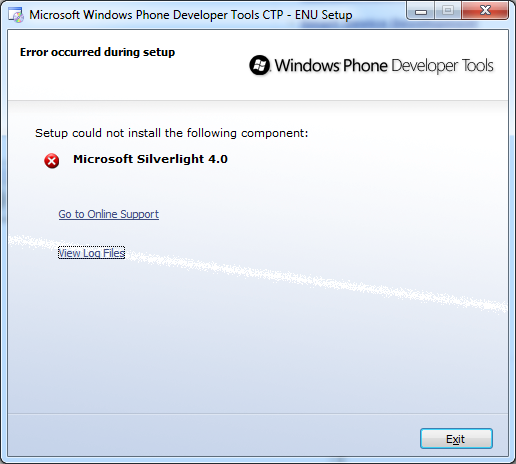 Microsoft Windows Phone Developer Tools CTP - ENU Setup
Error occurred during setup
Windows Phone Developer Tools
Setup could not install the following component:
Microsoft Silverlight 4.0
Go to Online Support
View Log Files
Exit